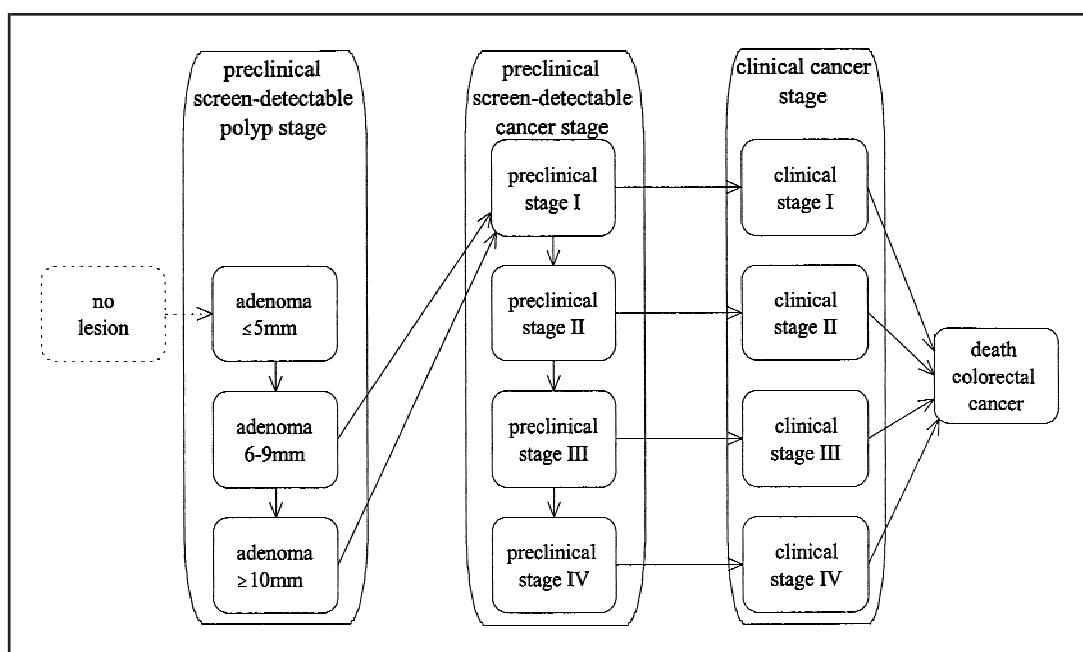 preclinical
screen-detectable
polyp stage
preclinical
screen-detectable
cancer stage
clinical cancer
stage
no
lesion
adenoma
≤5mm
adenoma
6-9mm
adenoma
≥10mm
preclinical
stage I
preclinical
stage II
preclinical
stage III
preclinical
stage IV
clinical
stage I
clinical
stage II
clinical
stage III
clinical
stage IV
death
colorectal
cancer